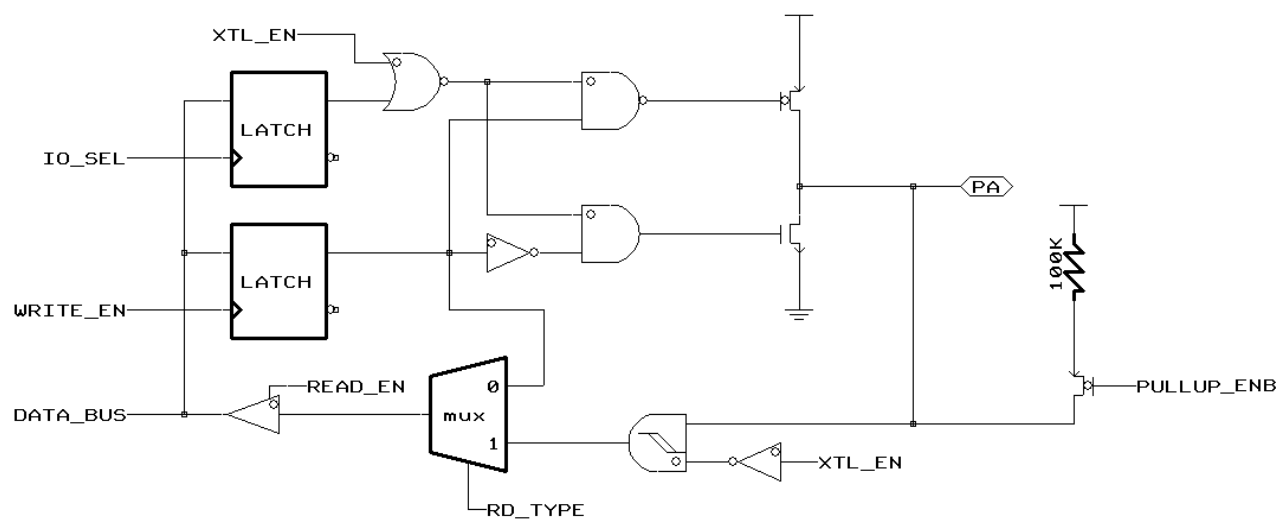 XTL_EN
LATCH
IO_SEL
PA
LATCH
100K
WRITE_EN
READ_EN
0
PULLUP_ENB
DATA_BUS
mux
1
XTL_EN
RD_TYPE